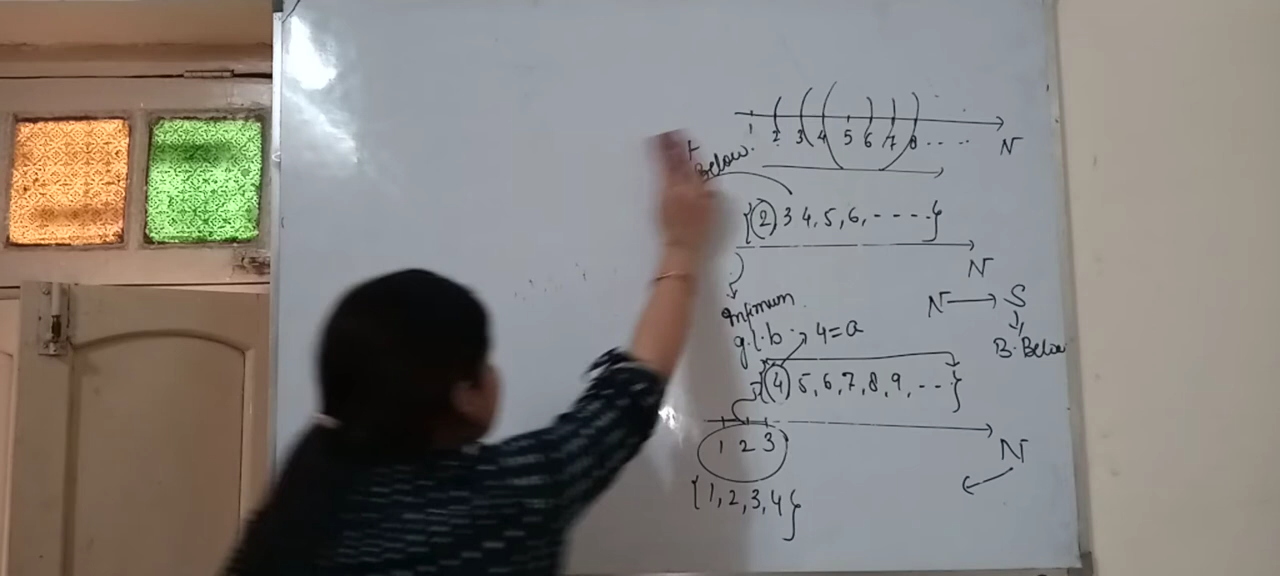 1 2 3 4 5 6 7 8 . . . . . N
Below.
{2, 3 4, 5, 6, - - - - }
N
N → S
Infimum
g.l.b. → 4 = a
B. Below
{4, 5, 6, 7, 8, 9, - - - }
1 2 3
N
{1, 2, 3, 4}